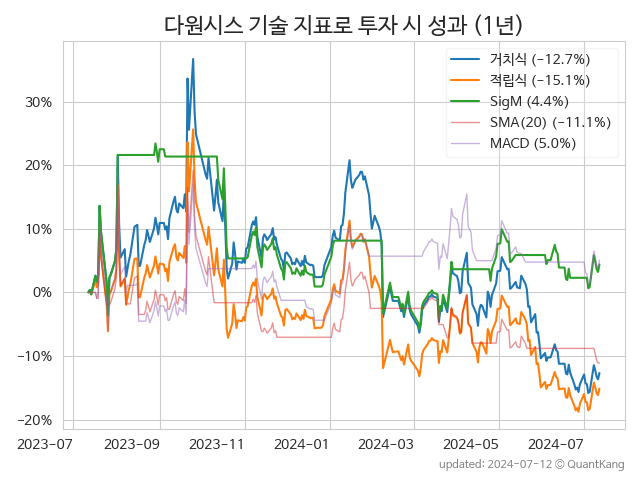 다원시스 기술 지표로 투자 시 성과 (1년)
거치식 (−12.7%)
적립식 (−15.1%)
SigM (4.4%)
SMA(20) (−11.1%)
MACD (5.0%)
30%
20%
10%
0%
−10%
−20%
2023-07
2023-09
2023-11
2024-01
2024-03
2024-05
2024-07
updated: 2024-07-12 © QuantKang